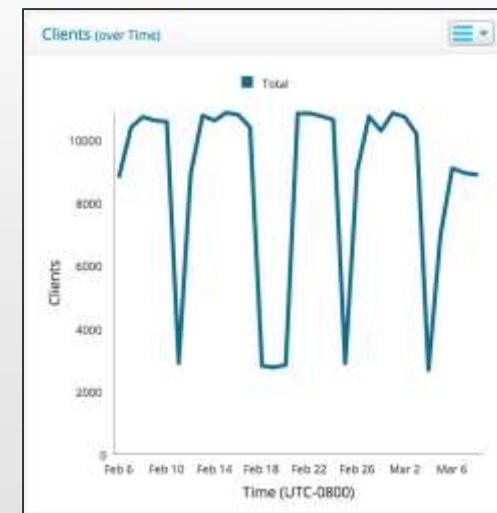 Clients (over Time)
Total
10000
8000
6000
4000
2000
0
Clients
Feb 6 Feb 10 Feb 14 Feb 18 Feb 22 Feb 26 Mar 2 Mar 6
Time (UTC-0800)